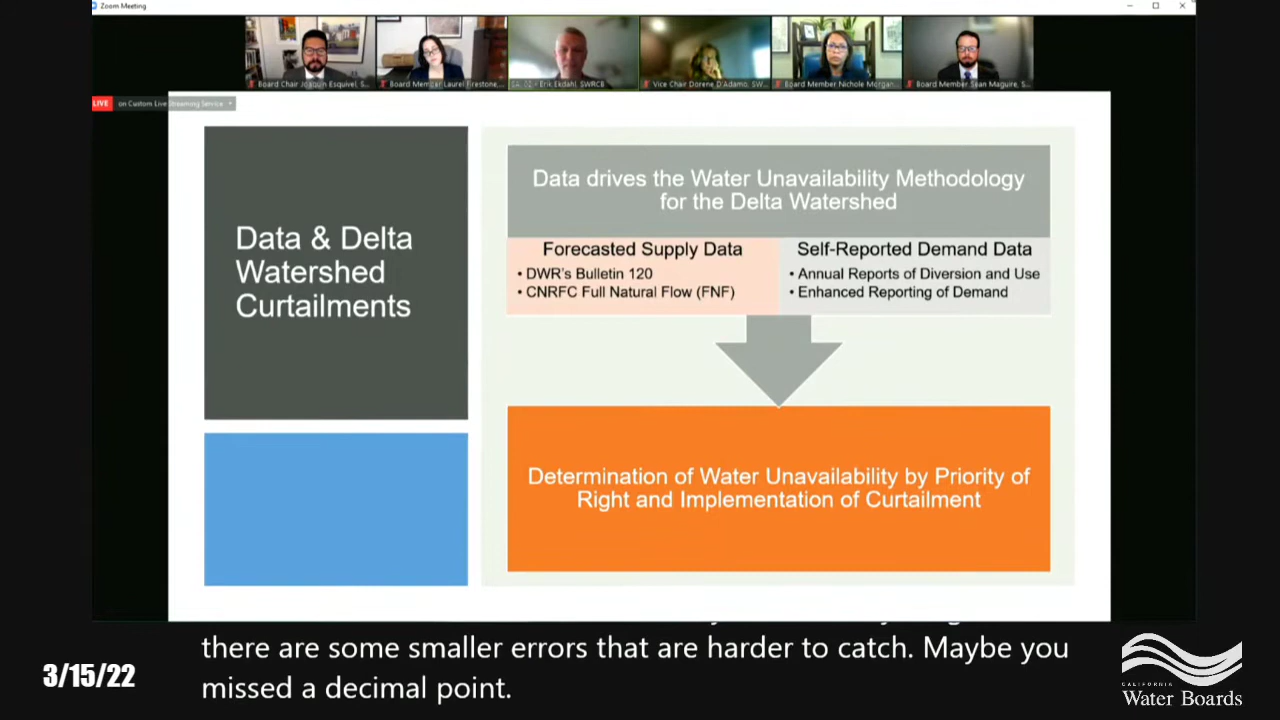 Zoom Meeting
Board Chair Joaquin Esquivel, S...
Board Member Laurel Firestone,...
Erik Ekdahl, SWRCB
Vice Chair Dorene D'Adamo, SW...
Board Member Nichole Morgan...
Board Member Sean Maguire, S...
LIVE on Custom Live Streaming Service
Data & Delta
Watershed
Curtailments
Data drives the Water Unavailability Methodology
for the Delta Watershed
Forecasted Supply Data
• DWR's Bulletin 120
• CNRFC Full Natural Flow (FNF)
Self-Reported Demand Data
• Annual Reports of Diversion and Use
• Enhanced Reporting of Demand
Determination of Water Unavailability by Priority of
Right and Implementation of Curtailment
there are some smaller errors that are harder to catch. Maybe you
missed a decimal point.
3/15/22
CALIFORNIA
Water Boards